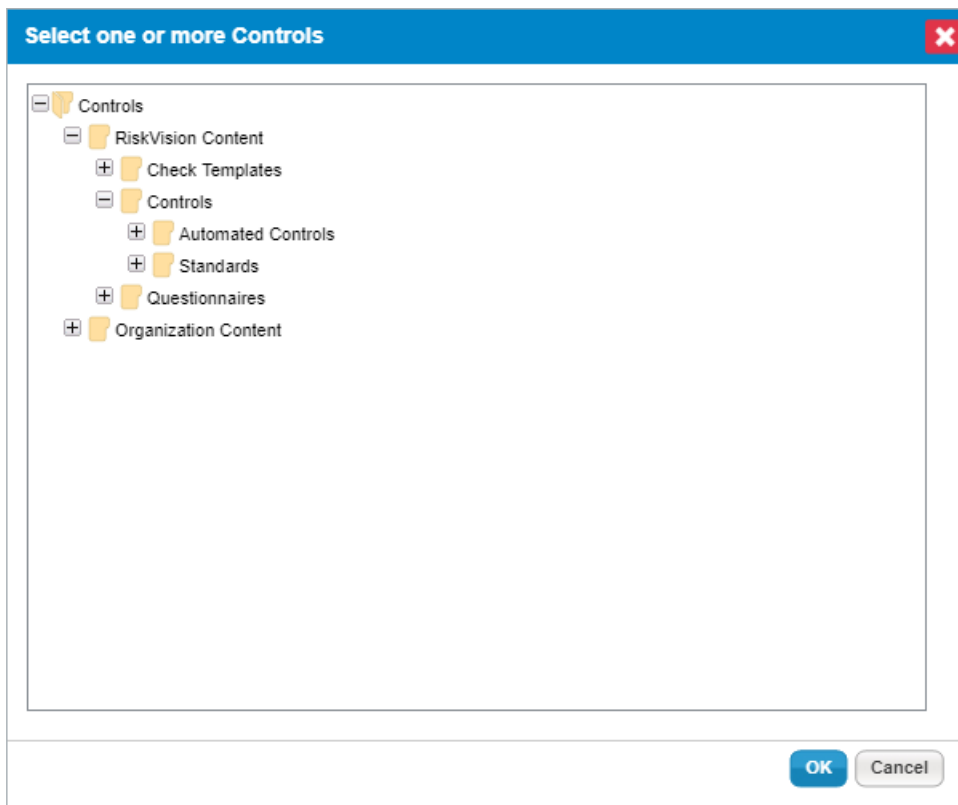 Select one or more Controls
Controls
RiskVision Content
Check Templates
Controls
Automated Controls
Standards
Questionnaires
Organization Content
OK Cancel